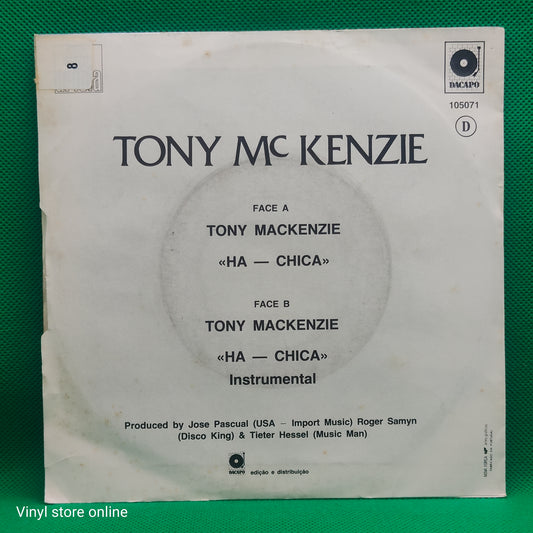 8
DACAPO
105071
D
TONY Mc KENZIE
FACE A
TONY MACKENZIE
«HA — CHICA»
FACE B
TONY MACKENZIE
«HA — CHICA»
Instrumental
Produced by Jose Pascual (USA – Import Music) Roger Samyn
(Disco King) & Tieter Hessel (Music Man)
DACAPO
edição e distribuição
Vinyl store online